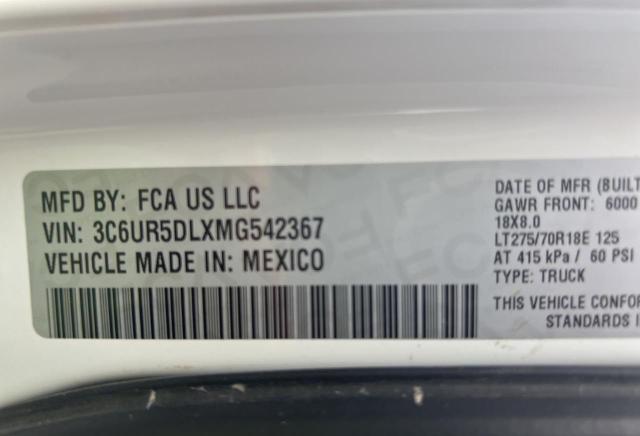 MFD BY: FCA US LLC
VIN: 3C6UR5DLXMG542367
VEHICLE MADE IN: MEXICO
DATE OF MFR (BUILT
GAWR FRONT: 6000
18X8.0
LT275/70R18E 125
AT 415 kPa / 60 PSI
TYPE: TRUCK
THIS VEHICLE CONFOR
STANDARDS I